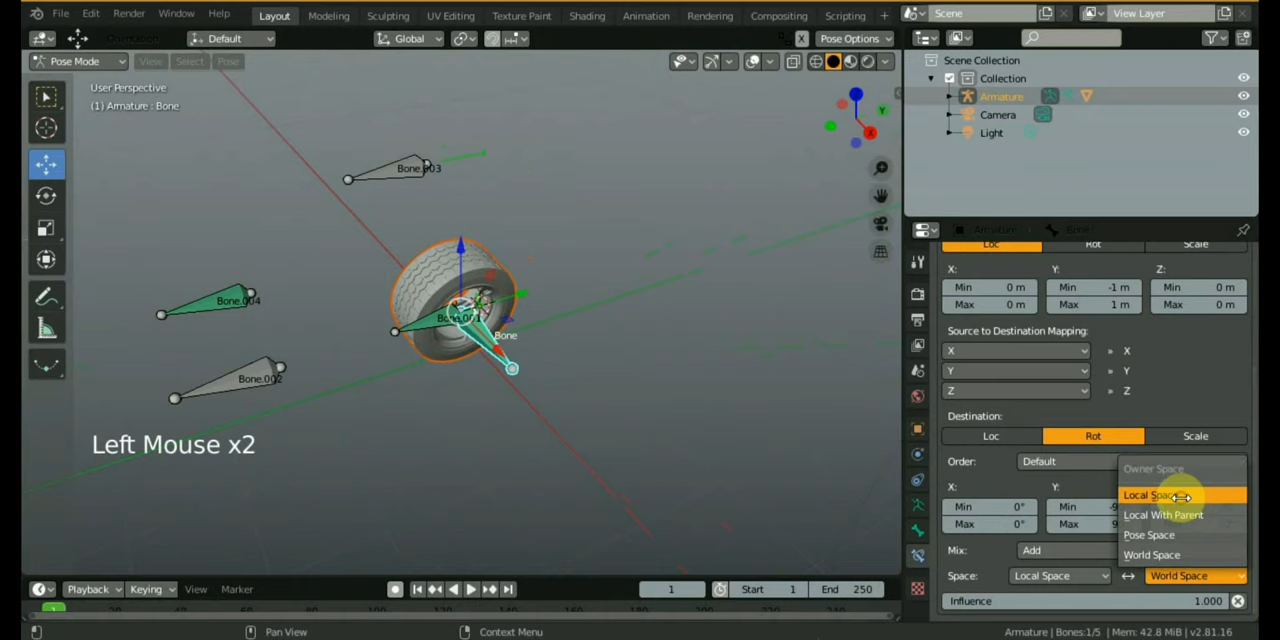 File Edit Render Window Help Layout Modeling Sculpting UV Editing Texture Paint Shading Animation Rendering Compositing Scripting + Scene View Layer
Orientation Default Global X Pose Options
Pose Mode View Select Pose
User Perspective
(1) Armature : Bone
Scene Collection
Collection
Armature
Camera
Light
Z
Y
X
Bone.003
Bone.004
Bone.001
Bone
Bone.002
Left Mouse x2
Armature Bone
Loc Rot Scale
X: Y: Z:
Min 0 m Min -1 m Min 0 m
Max 0 m Max 1 m Max 0 m
Source to Destination Mapping:
X » X
Y » Y
Z » Z
Destination:
Loc Rot Scale
Order: Default
Owner Space
Local Space
Local With Parent
Pose Space
World Space
X: Y:
Min 0° Min -9
Max 0° Max 9
Mix: Add
Space: Local Space World Space
Influence 1.000
Playback Keying View Marker 1 Start 1 End 250
Pan View Context Menu Armature | Bones:1/5 | Mem: 42.8 MiB | v2.81.16